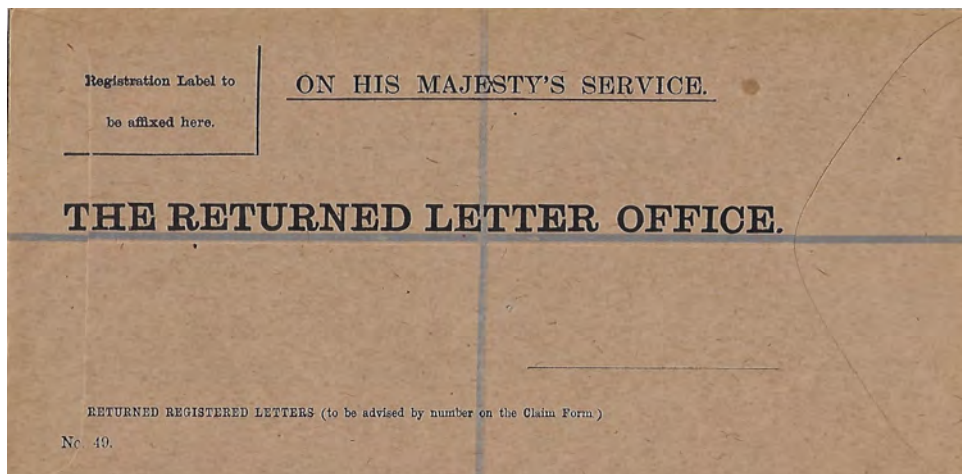 Registration Label to
be affixed here.
ON HIS MAJESTY'S SERVICE.
THE RETURNED LETTER OFFICE.
RETURNED REGISTERED LETTERS (to be advised by number on the Claim Form.)
No. 49.